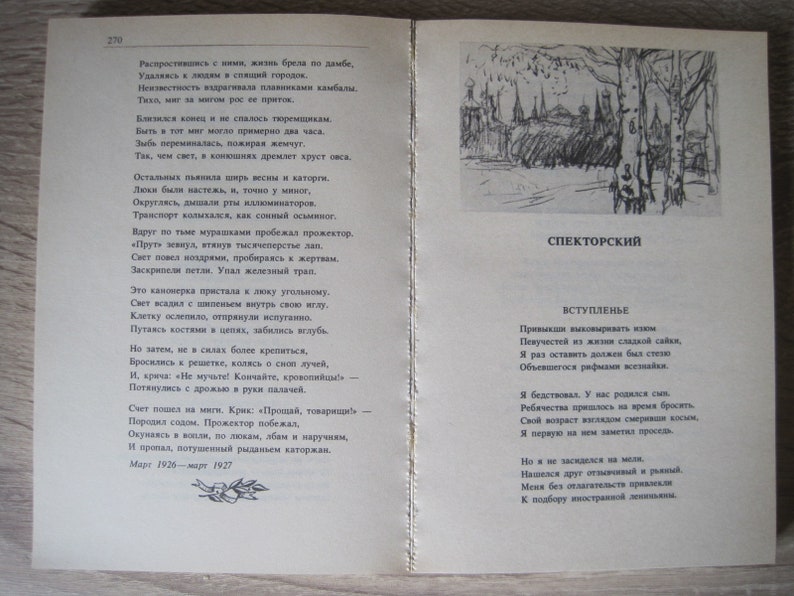 270
Распростившись с ними, жизнь брела по дамбе,
Удаляясь к людям в спящий городок.
Неизвестность вздрагивала плавниками камбалы.
Тихо, миг за мигом рос ее приток.
Близился конец и не спалось тюремщикам.
Быть в тот миг могло примерно два часа.
Зыбь переминалась, пожирая жемчуг.
Так, чем свет, в конюшнях дремлет хруст овса.
Остальных пьянила ширь весны и каторги.
Люки были настежь, и, точно у миног,
Округлясь, дышали рты иллюминаторов.
Транспорт колыхался, как сонный осьминог.
Вдруг по тьме мурашками пробежал прожектор.
«Прут» зевнул, втянув тысячеперстье лап.
Свет повел ноздрями, пробираясь к жертвам.
Заскрипели петли. Упал железный трап.
Это канонерка пристала к люку угольному.
Свет всадил с шипеньем внутрь свою иглу.
Клетку ослепило, отпрянули испуганно.
Путаясь костями в цепях, забились вглубь.
Но затем, не в силах более крепиться,
Бросились к решетке, колясь о сноп лучей,
И, крича: «Не мучьте! Кончайте, кровопийцы!» —
Потянулись с дрожью в руки палачей.
Счет пошел на миги. Крик: «Прощай, товарищи!» —
Породил содом. Прожектор побежал,
Окунаясь в вопли, по люкам, лбам и наручням,
И пропал, потушенный рыданьем каторжан.
Март 1926—март 1927
СПЕКТОРСКИЙ
ВСТУПЛЕНЬЕ
Привыкши выковыривать изюм
Певучестей из жизни сладкой сайки,
Я раз оставить должен был стезю
Объевшегося рифмами всезнайки.
Я бедствовал. У нас родился сын.
Ребячества пришлось на время бросить.
Свой возраст взглядом смеривши косым,
Я первую на нем заметил проседь.
Но я не засиделся на мели.
Нашелся друг отзывчивый и рьяный.
Меня без отлагательств привлекли
К подбору иностранной лениньяны.